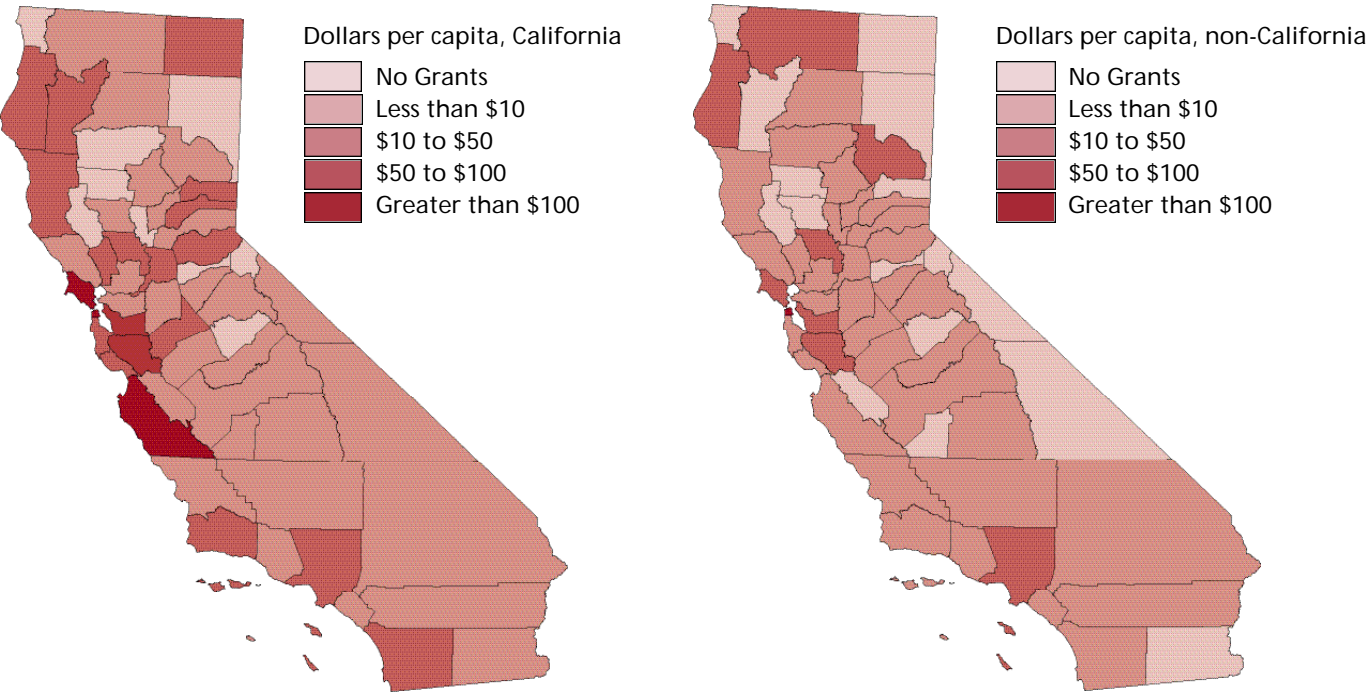 Dollars per capita, California
No Grants
Less than $10
$10 to $50
$50 to $100
Greater than $100
Dollars per capita, non-California
No Grants
Less than $10
$10 to $50
$50 to $100
Greater than $100